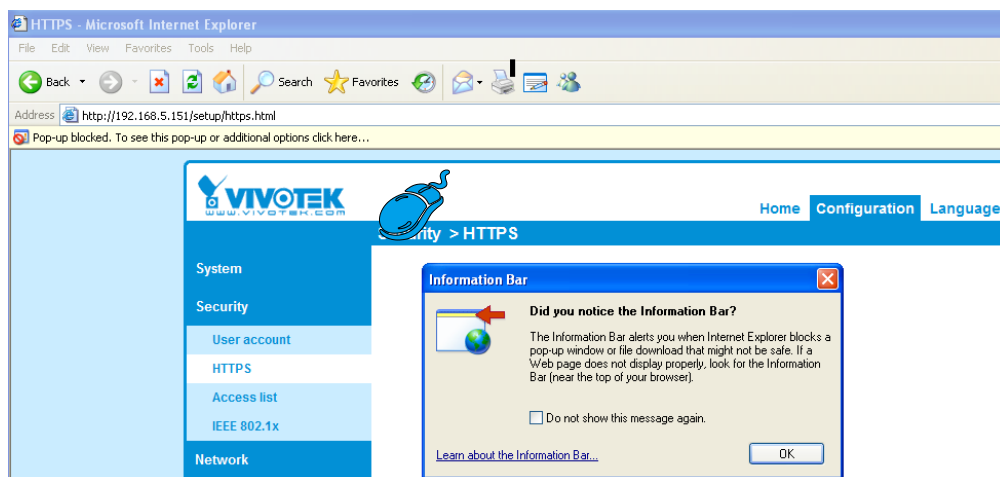 HTTPS - Microsoft Internet Explorer
File Edit View Favorites Tools Help
Back Search Favorites
Address http://192.168.5.151/setup/https.html
Pop-up blocked. To see this pop-up or additional options click here...
VIVOTEK
www.vivotek.com
Home Configuration Language
>HTTPS
System
Security
User account
HTTPS
Access list
IEEE 802.1x
Network
Information Bar
Did you notice the Information Bar?
The Information Bar alerts you when Internet Explorer blocks a
pop-up window or file download that might not be safe. If a
Web page does not display properly, look for the Information
Bar (near the top of your browser).
Do not show this message again.
Learn about the Information Bar...
OK